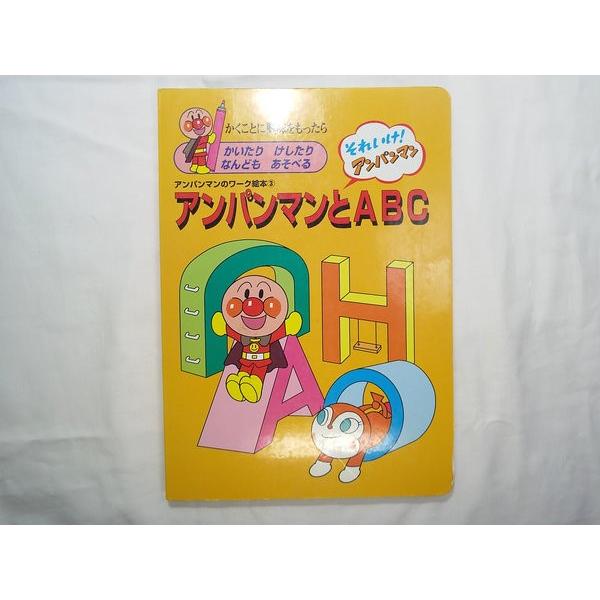 かくことに興味をもったら
かいたり けしたり
なんども あそべる
それいけ!
アンパンマン
アンパンマンのワーク絵本③
アンパンマンとABC
H
A